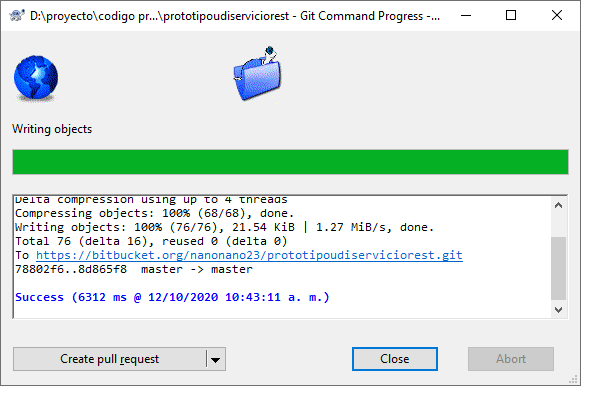 D:\proyecto\codigo pr...\prototipoudiserviciorest - Git Command Progress -...
Writing objects
Delta compression using up to 4 threads
Compressing objects: 100% (68/68), done.
Writing objects: 100% (76/76), 21.54 KiB | 1.27 MiB/s, done.
Total 76 (delta 16), reused 0 (delta 0)
To https://bitbucket.org/nanonano23/prototipoudiserviciorest.git
78802f6..8d865f8  master -> master
Success (6312 ms @ 12/10/2020 10:43:11 a. m.)
Create pull request
Close
Abort